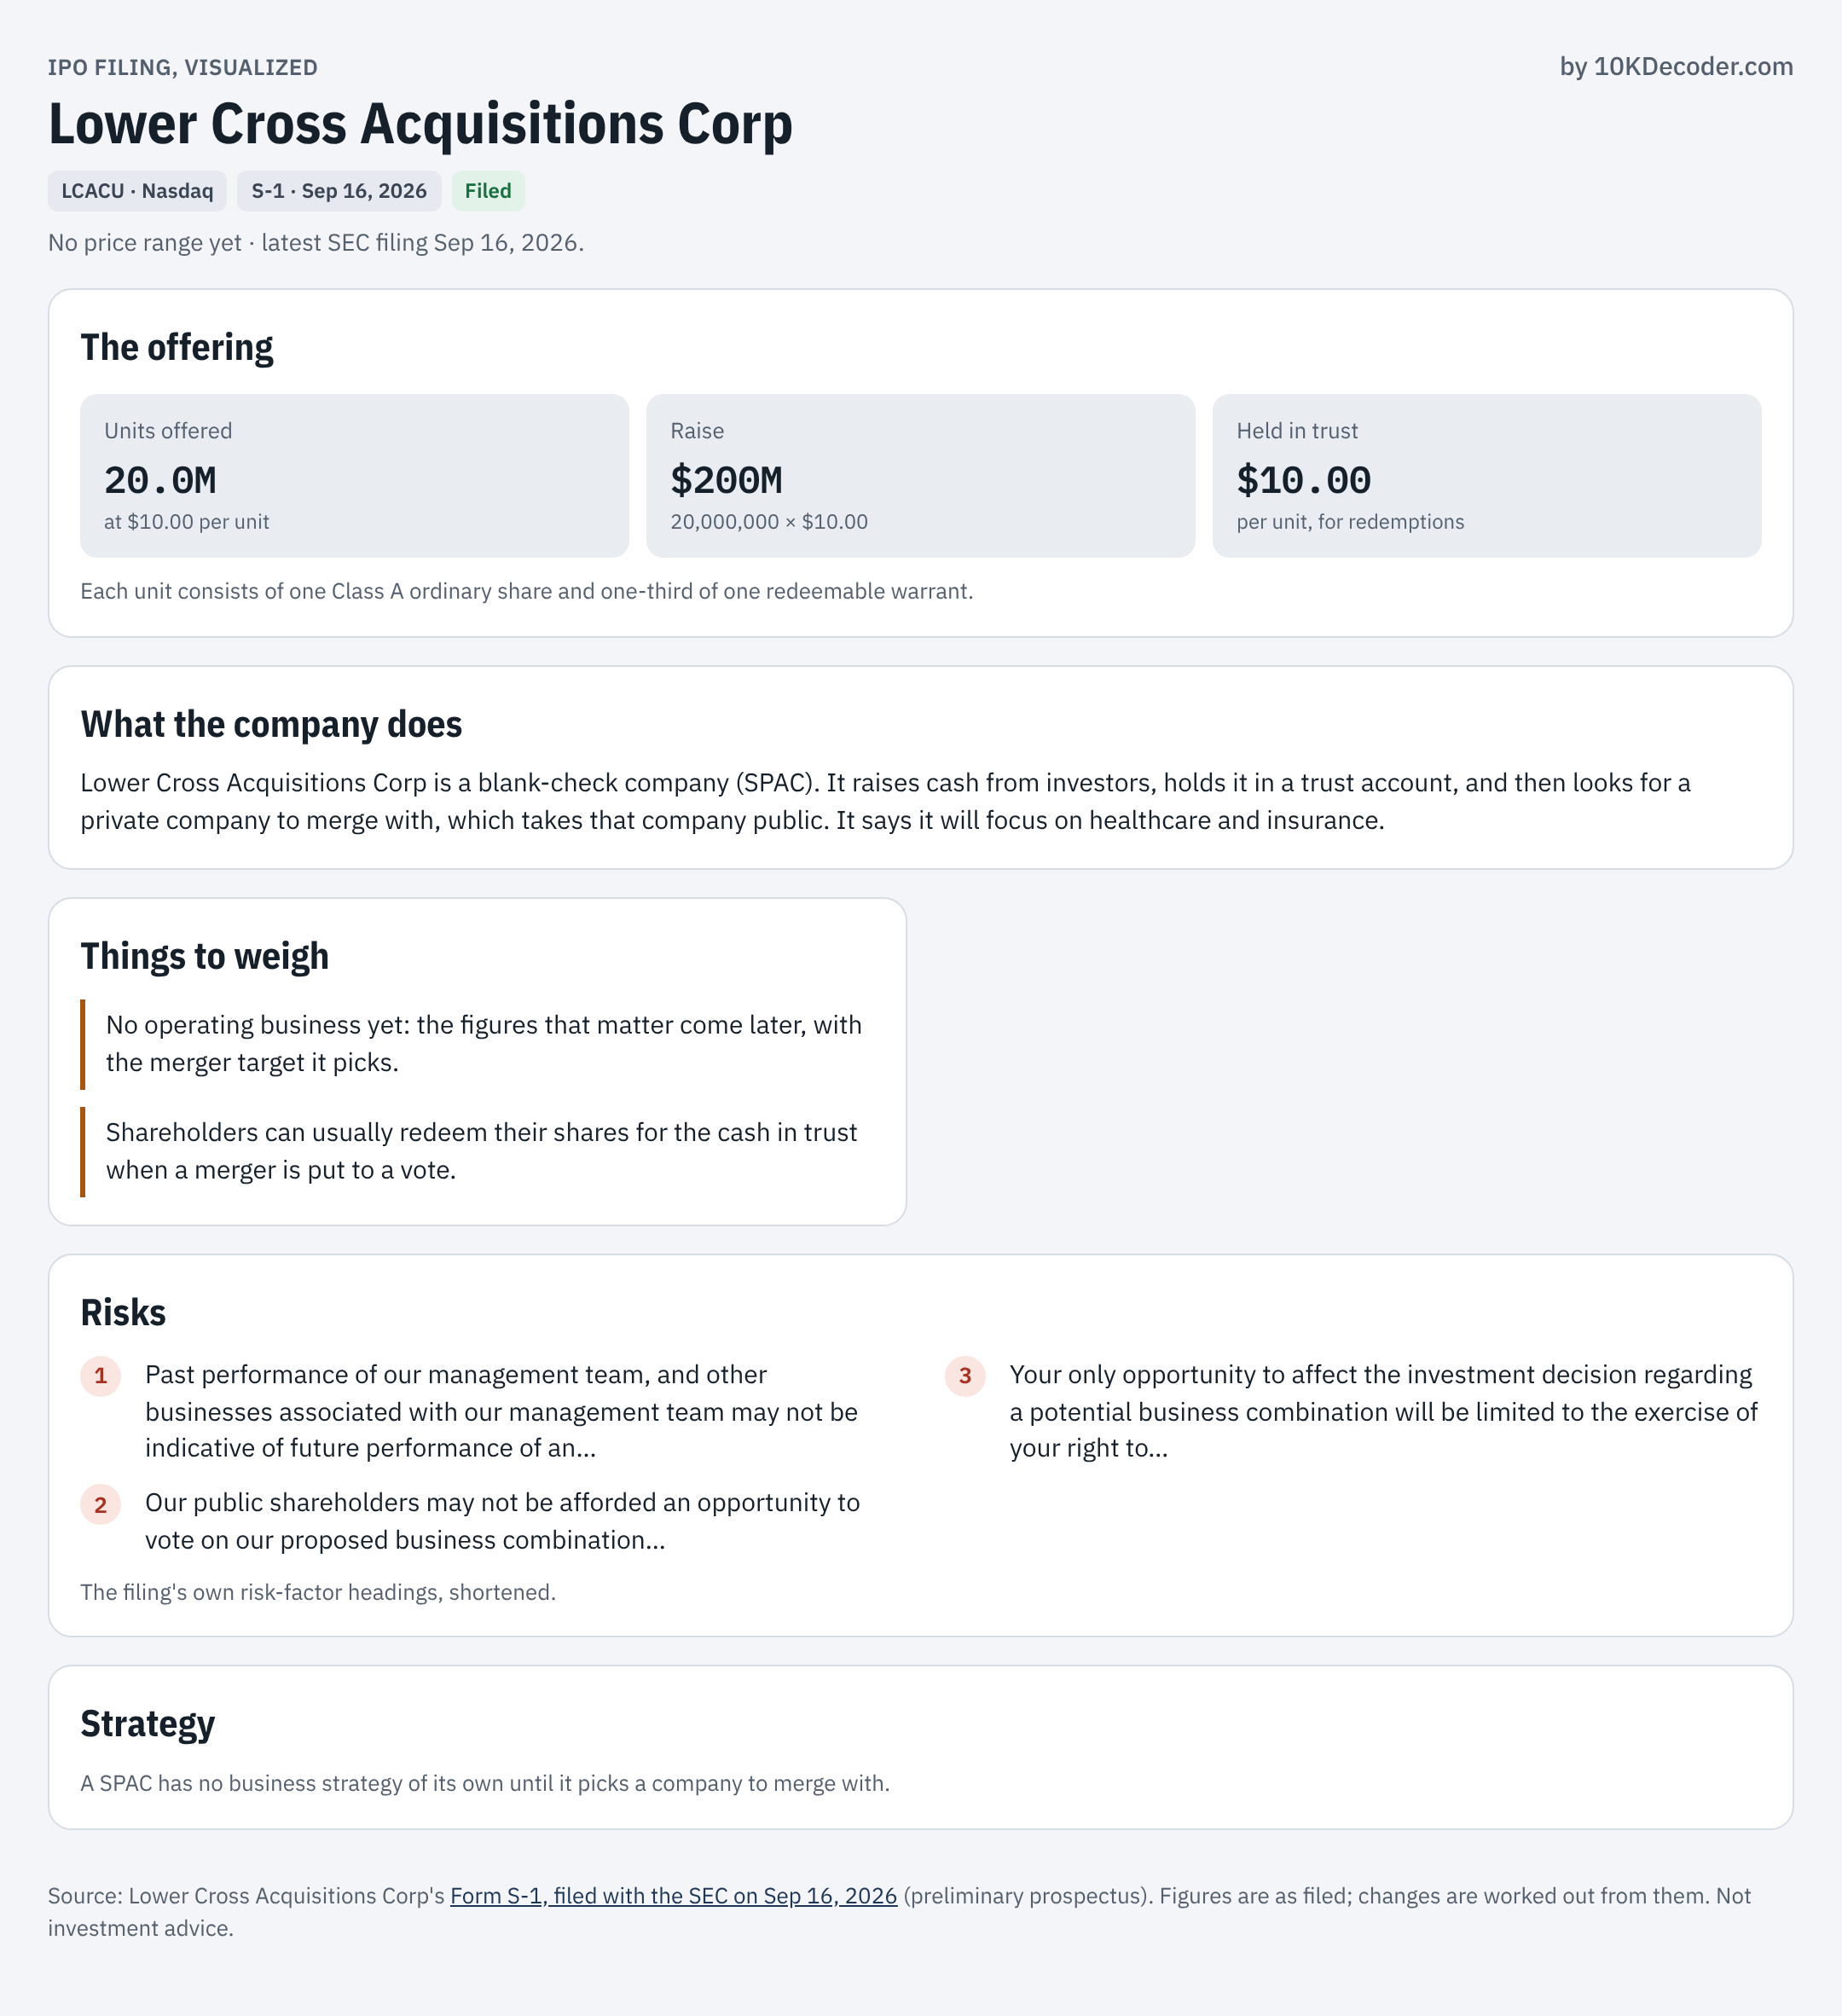 IPO FILING, VISUALIZED
by 10KDecoder.com
Lower Cross Acquisitions Corp
LCACU · Nasdaq
S-1 · Sep 16, 2026
Filed
No price range yet · latest SEC filing Sep 16, 2026.
The offering
Units offered
20.0M
at $10.00 per unit
Raise
$200M
20,000,000 × $10.00
Held in trust
$10.00
per unit, for redemptions
Each unit consists of one Class A ordinary share and one-third of one redeemable warrant.
What the company does
Lower Cross Acquisitions Corp is a blank-check company (SPAC). It raises cash from investors, holds it in a trust account, and then looks for a
private company to merge with, which takes that company public. It says it will focus on healthcare and insurance.
Things to weigh
No operating business yet: the figures that matter come later, with
the merger target it picks.
Shareholders can usually redeem their shares for the cash in trust
when a merger is put to a vote.
Risks
1
Past performance of our management team, and other
businesses associated with our management team may not be
indicative of future performance of an...
2
Our public shareholders may not be afforded an opportunity to
vote on our proposed business combination...
3
Your only opportunity to affect the investment decision regarding
a potential business combination will be limited to the exercise of
your right to...
The filing's own risk-factor headings, shortened.
Strategy
A SPAC has no business strategy of its own until it picks a company to merge with.
Source: Lower Cross Acquisitions Corp's Form S-1, filed with the SEC on Sep 16, 2026 (preliminary prospectus). Figures are as filed; changes are worked out from them. Not
investment advice.